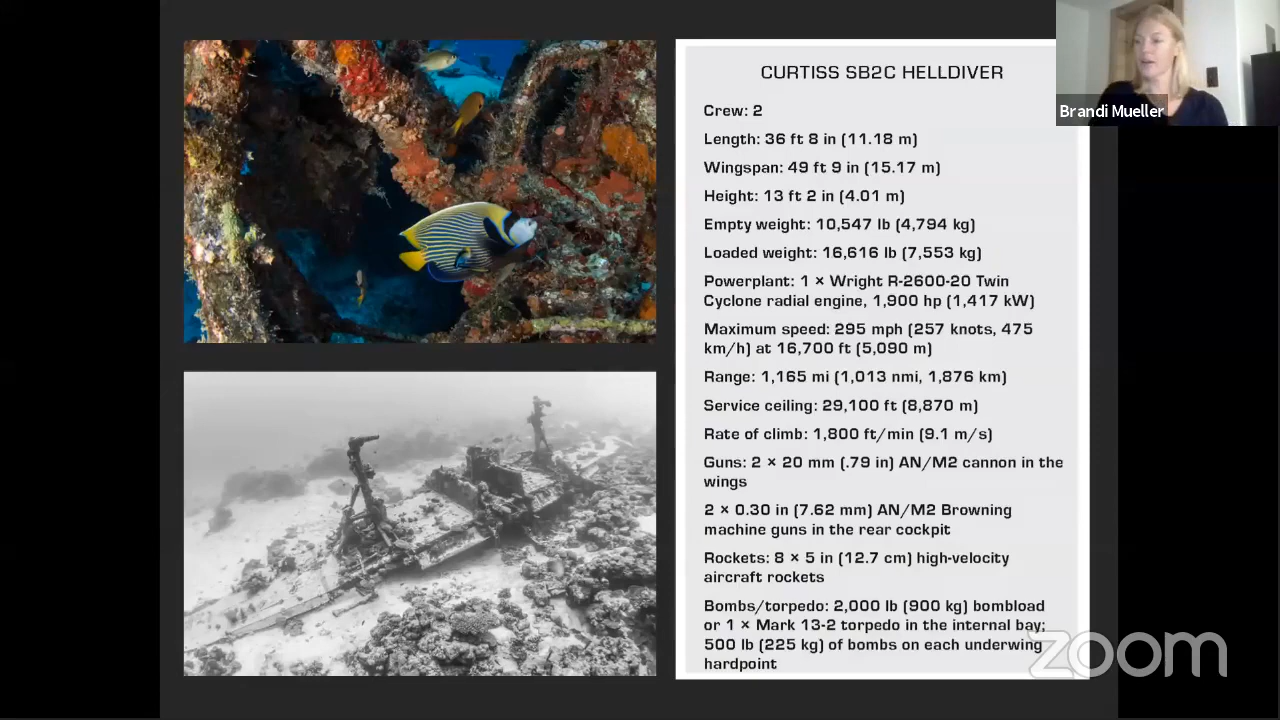 CURTISS SB2C HELLDIVER
Crew: 2
Length: 36 ft 8 in (11.18 m)
Wingspan: 49 ft 9 in (15.17 m)
Height: 13 ft 2 in (4.01 m)
Empty weight: 10,547 lb (4,794 kg)
Loaded weight: 16,616 lb (7,553 kg)
Powerplant: 1 × Wright R-2600-20 Twin
Cyclone radial engine, 1,900 hp (1,417 kW)
Maximum speed: 295 mph (257 knots, 475
km/h) at 16,700 ft (5,090 m)
Range: 1,165 mi (1,013 nmi, 1,876 km)
Service ceiling: 29,100 ft (8,870 m)
Rate of climb: 1,800 ft/min (9.1 m/s)
Guns: 2 × 20 mm (.79 in) AN/M2 cannon in the
wings
2 × 0.30 in (7.62 mm) AN/M2 Browning
machine guns in the rear cockpit
Rockets: 8 × 5 in (12.7 cm) high-velocity
aircraft rockets
Bombs/torpedo: 2,000 lb (900 kg) bombload
or 1 × Mark 13-2 torpedo in the internal bay;
500 lb (225 kg) of bombs on each underwing
hardpoint
Brandi Mueller
zoom